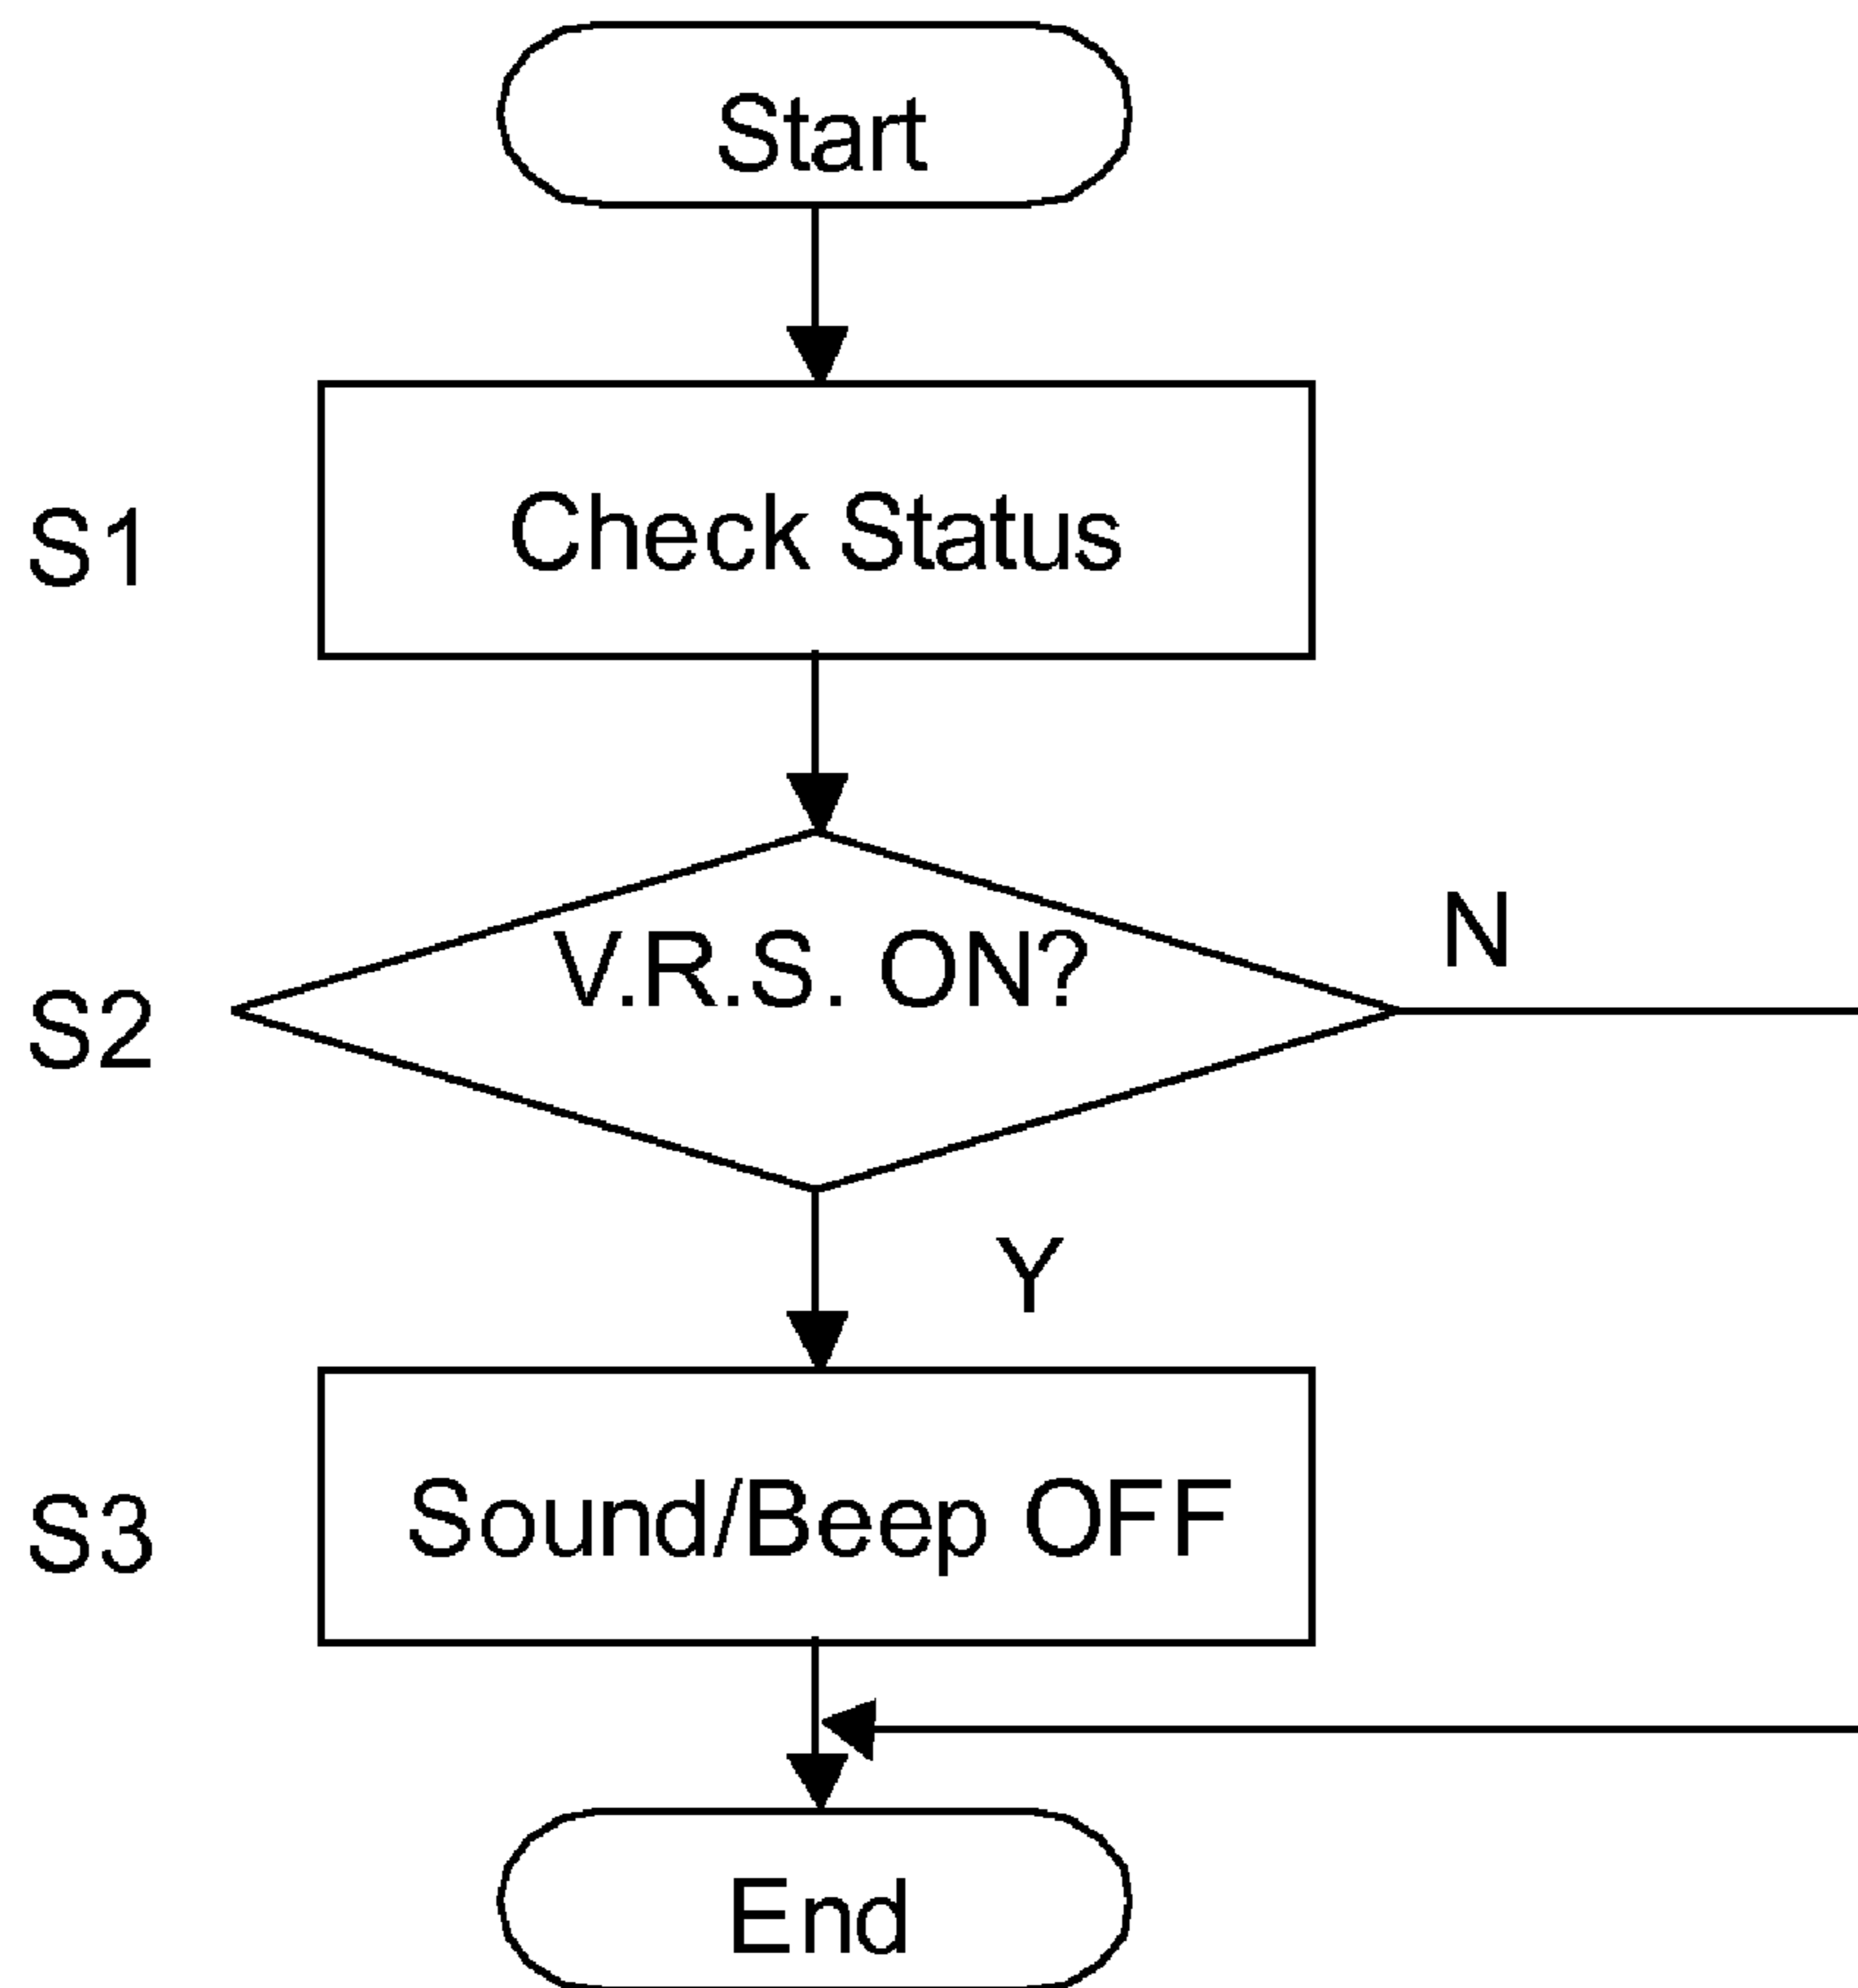 Start
S1
Check Status
V.R.S. ON?
N
S2
Y
S3
Sound/Beep OFF
End